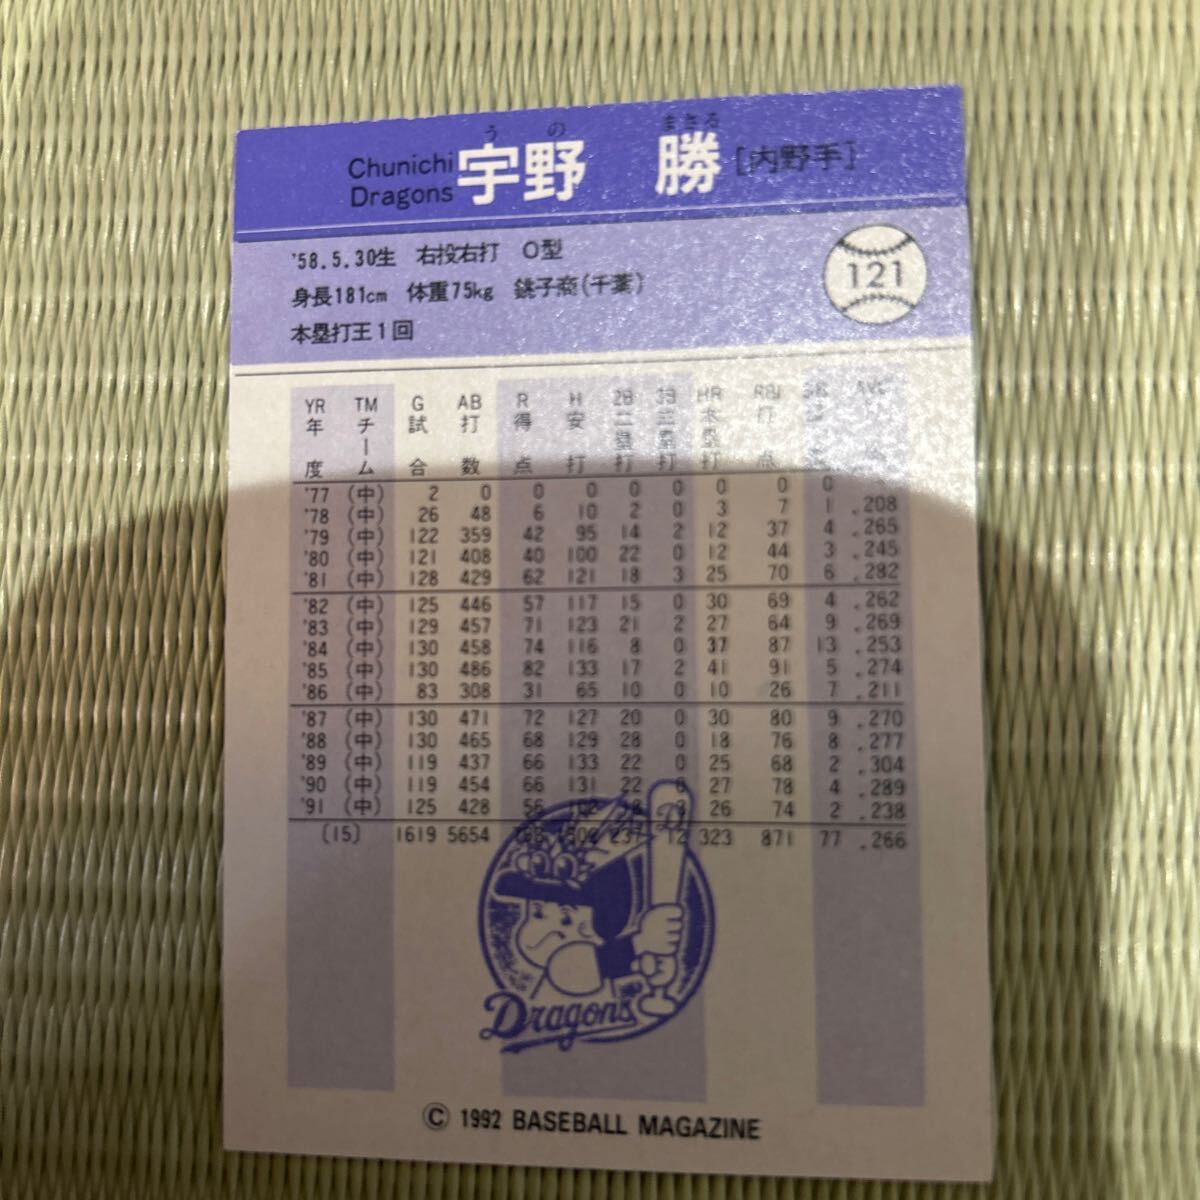 うの まさる
Chunichi Dragons 宇野 勝 [内野手]
121
'58.5.30生 右投右打 O型
身長181cm 体重75kg 銚子商(千葉)
本塁打王1回
YR TM G AB R H 2B 3B HR RBI SB AVG
年度 チーム 試合 打数 得点 安打 二塁打 三塁打 本塁打 打点
'77 (中) 2 0 0 0 0 0 0 0 0
'78 (中) 26 48 6 10 2 0 3 7 1 .208
'79 (中) 122 359 42 95 14 2 12 37 4 .265
'80 (中) 121 408 40 100 22 0 12 44 3 .245
'81 (中) 128 429 62 121 18 3 25 70 6 .282
'82 (中) 125 446 57 117 15 0 30 69 4 .262
'83 (中) 129 457 71 123 21 2 27 64 9 .269
'84 (中) 130 458 74 116 8 0 37 87 13 .253
'85 (中) 130 486 82 133 17 2 41 91 5 .274
'86 (中) 83 308 31 65 10 0 10 26 7 .211
'87 (中) 130 471 72 127 20 0 30 80 9 .270
'88 (中) 130 465 68 129 28 0 18 76 8 .277
'89 (中) 119 437 66 133 22 0 25 68 2 .304
'90 (中) 119 454 66 131 22 0 27 78 4 .289
'91 (中) 125 428 56 102 18 3 26 74 2 .238
(15) 1619 5654 237 12 323 871 77 .266
D
Dragons
© 1992 BASEBALL MAGAZINE